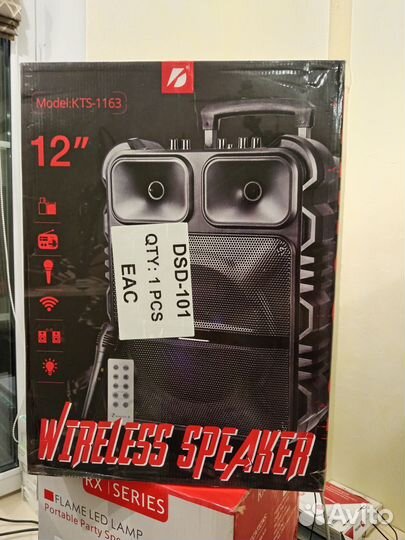 Model:KTS-1163
12"
DSD-101
QTY: 1 PCS
EAC
WIRELESS SPEAKER
RX SERIES
FLAME LED LAMP
Portable Party Spe
Avito